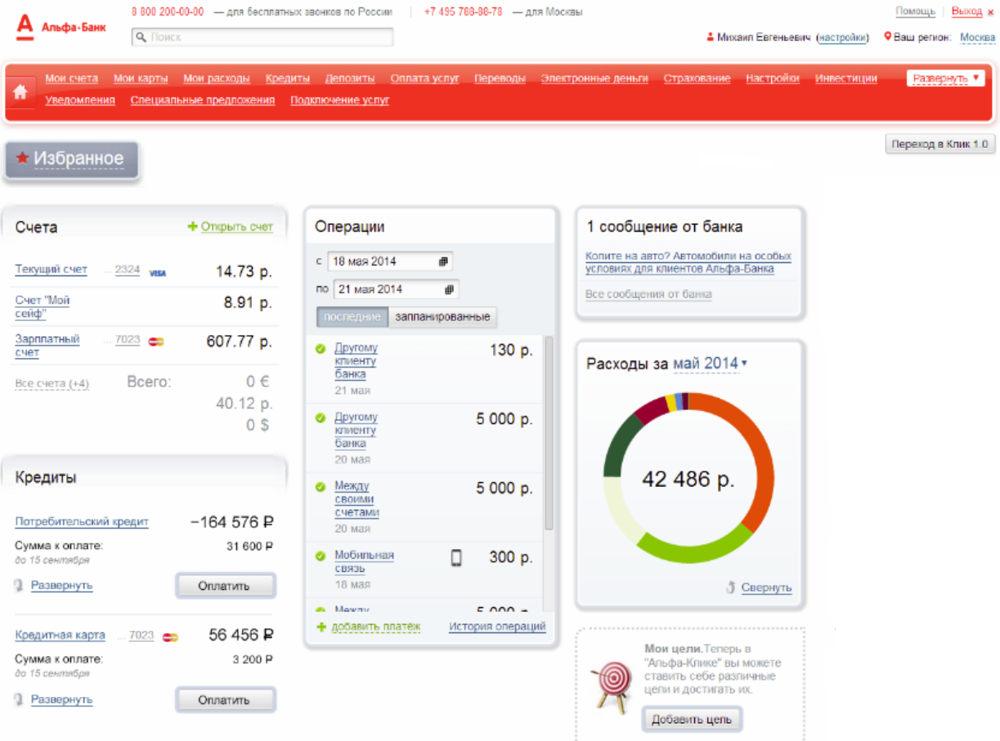 8 800 200-00-00 — для бесплатных звонков по России
+7 495 788-88-78 — для Москвы
Помощь
Выход
Альфа·Банк
Поиск
Михаил Евгеньевич (настройки)
Ваш регион: Москва
Мои счета Мои карты Мои расходы Кредиты Депозиты Оплата услуг Переводы Электронные деньги Страхование Настройки Инвестиции
Развернуть
Уведомления Специальные предложения Подключение услуг
Переход в Клик 1.0
Избранное
Счета
Открыть счет
Текущий счет ... 2324 VISA 14.73 р.
Счет "Мой
сейф"
8.91 р.
Зарплатный
счет
... 7023
607.77 р.
Все счета (+4) Всего: 0 €
40.12 р.
0 $
Кредиты
Потребительский кредит −164 576 ₽
Сумма к оплате: 31 600 ₽
до 15 сентября
Развернуть
Оплатить
Кредитная карта ... 7023 56 456 ₽
Сумма к оплате: 3 200 ₽
до 15 сентября
Развернуть
Оплатить
Операции
с 18 мая 2014
по 21 мая 2014
последние запланированные
Другому
клиенту
банка
130 р.
21 мая
Другому
клиенту
банка
5 000 р.
20 мая
Между
своими
счетами
5 000 р.
20 мая
Мобильная
связь
300 р.
18 мая
Между 5 000 р.
добавить платёж
История операций
1 сообщение от банка
Копите на авто? Автомобили на особых
условиях для клиентов Альфа-Банка
Все сообщения от банка
Расходы за май 2014
42 486 р.
Свернуть
Мои цели.Теперь в
"Альфа-Клике" вы можете
ставить себе различные
цели и достигать их.
Добавить цель